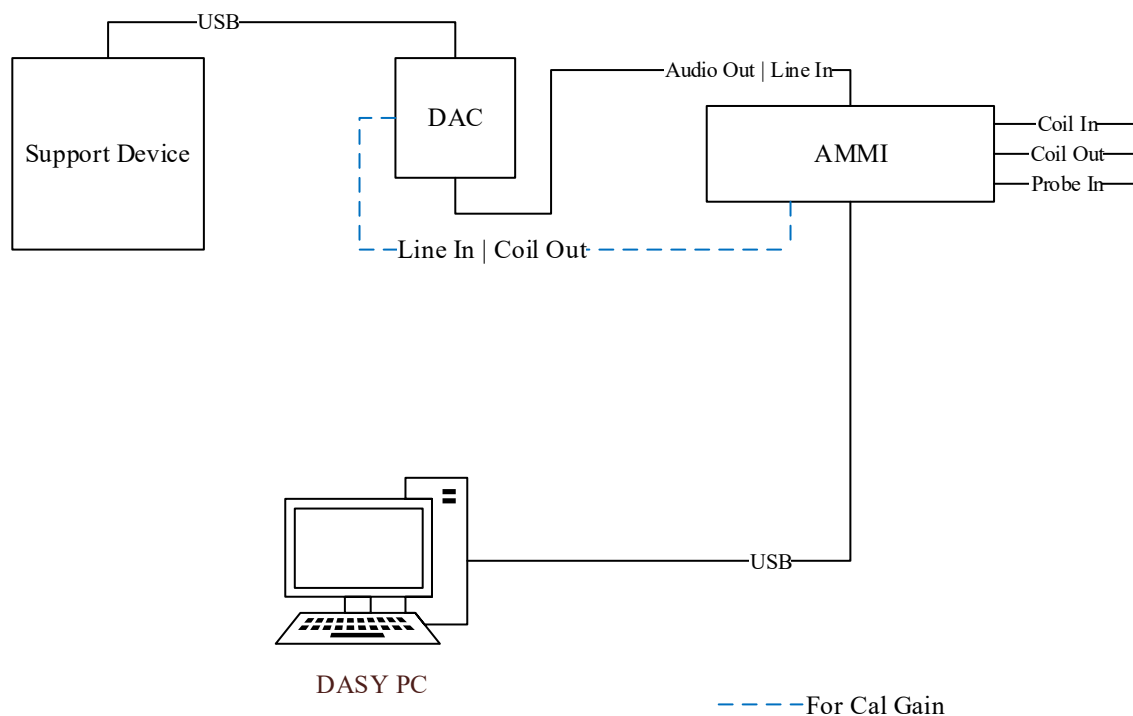 USB
Audio Out | Line In
DAC
Support Device
AMMI
Coil In
Coil Out
Probe In
Line In | Coil Out
USB
DASY PC
For Cal Gain